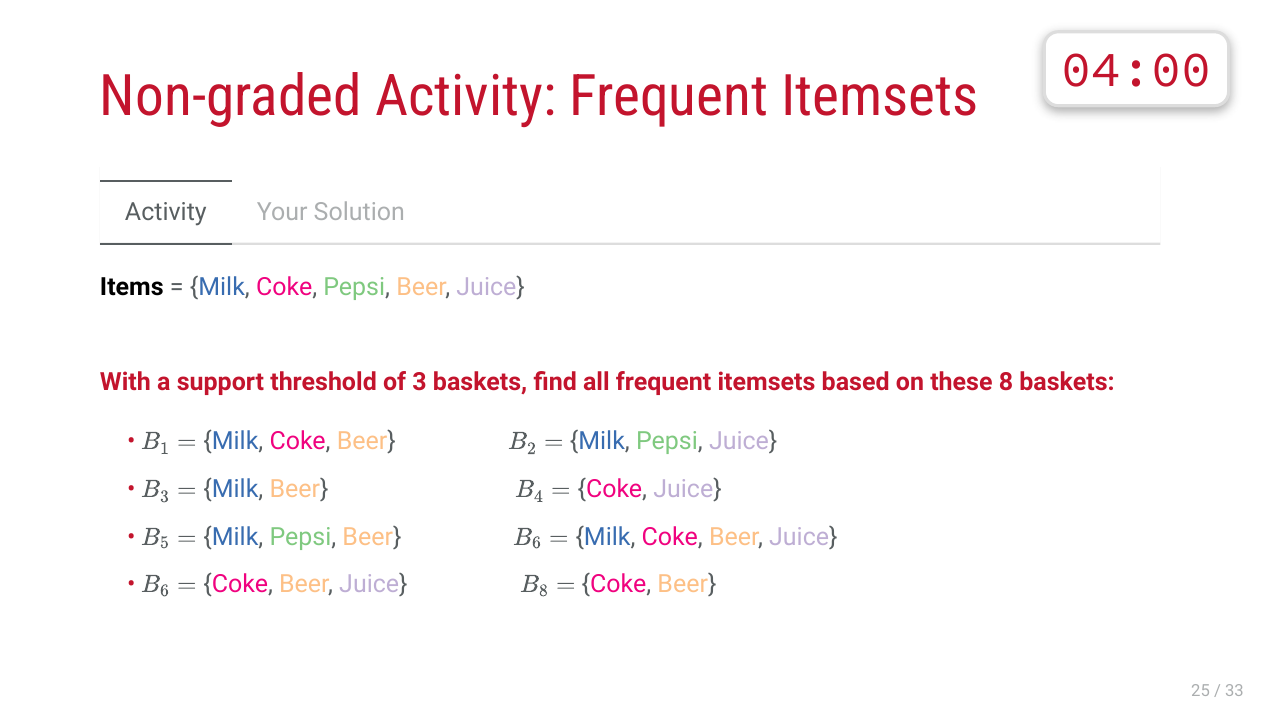 04:00
Non-graded Activity: Frequent Itemsets
Activity Your Solution
Items = {Milk, Coke, Pepsi, Beer, Juice}
With a support threshold of 3 baskets, find all frequent itemsets based on these 8 baskets:
• B₁ = {Milk, Coke, Beer} B₂ = {Milk, Pepsi, Juice}
• B₃ = {Milk, Beer} B₄ = {Coke, Juice}
• B₅ = {Milk, Pepsi, Beer} B₆ = {Milk, Coke, Beer, Juice}
• B₆ = {Coke, Beer, Juice} B₈ = {Coke, Beer}
25 / 33